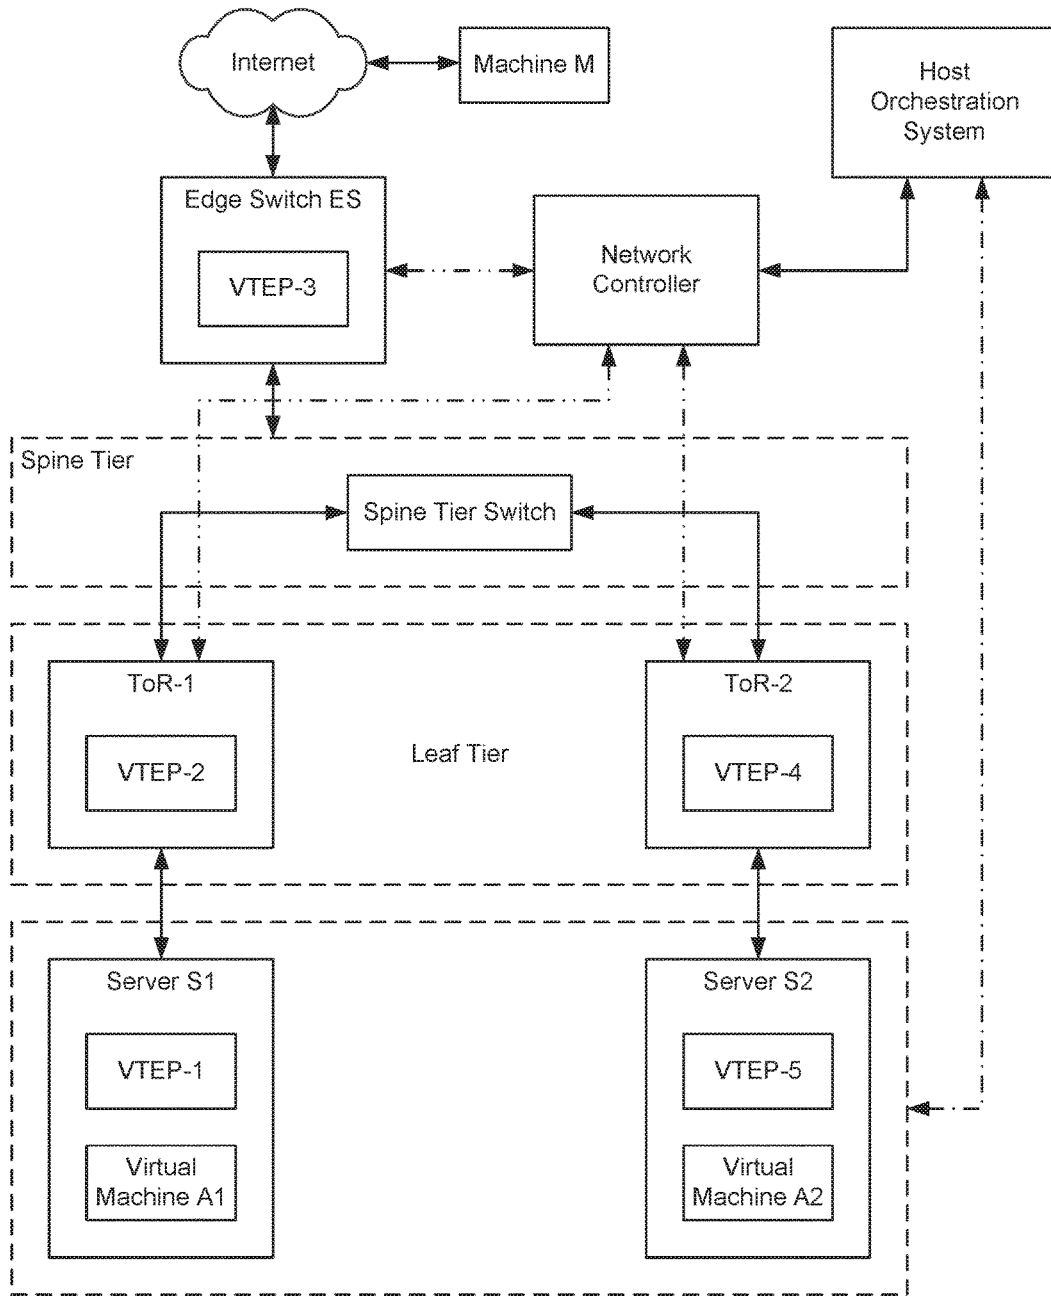 Internet
Machine M
Host
Orchestration
System
Edge Switch ES
VTEP-3
Network
Controller
Spine Tier
Spine Tier Switch
ToR-1
VTEP-2
Leaf Tier
ToR-2
VTEP-4
Server S1
VTEP-1
Virtual
Machine A1
Server S2
VTEP-5
Virtual
Machine A2